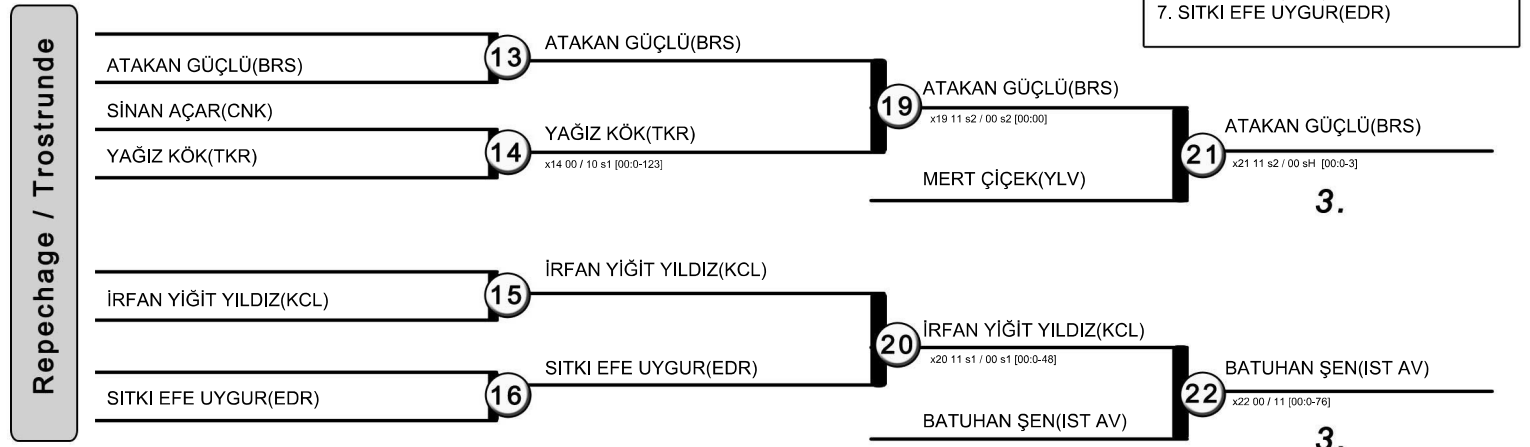 Repechage / Trostrunde
7. SITKI EFE UYGUR(EDR)
ATAKAN GÜÇLÜ(BRS)
13
ATAKAN GÜÇLÜ(BRS)
SİNAN AÇAR(CNK)
YAĞIZ KÖK(TKR)
14
YAĞIZ KÖK(TKR)
x14 00 / 10 s1 [00:0-123]
19
ATAKAN GÜÇLÜ(BRS)
x19 11 s2 / 00 s2 [00:00]
MERT ÇİÇEK(YLV)
21
ATAKAN GÜÇLÜ(BRS)
x21 11 s2 / 00 sH [00:0-3]
3.
İRFAN YİĞİT YILDIZ(KCL)
15
İRFAN YİĞİT YILDIZ(KCL)
SITKI EFE UYGUR(EDR)
16
SITKI EFE UYGUR(EDR)
20
İRFAN YİĞİT YILDIZ(KCL)
x20 11 s1 / 00 s1 [00:0-48]
BATUHAN ŞEN(IST AV)
22
BATUHAN ŞEN(IST AV)
x22 00 / 11 [00:0-76]
3.